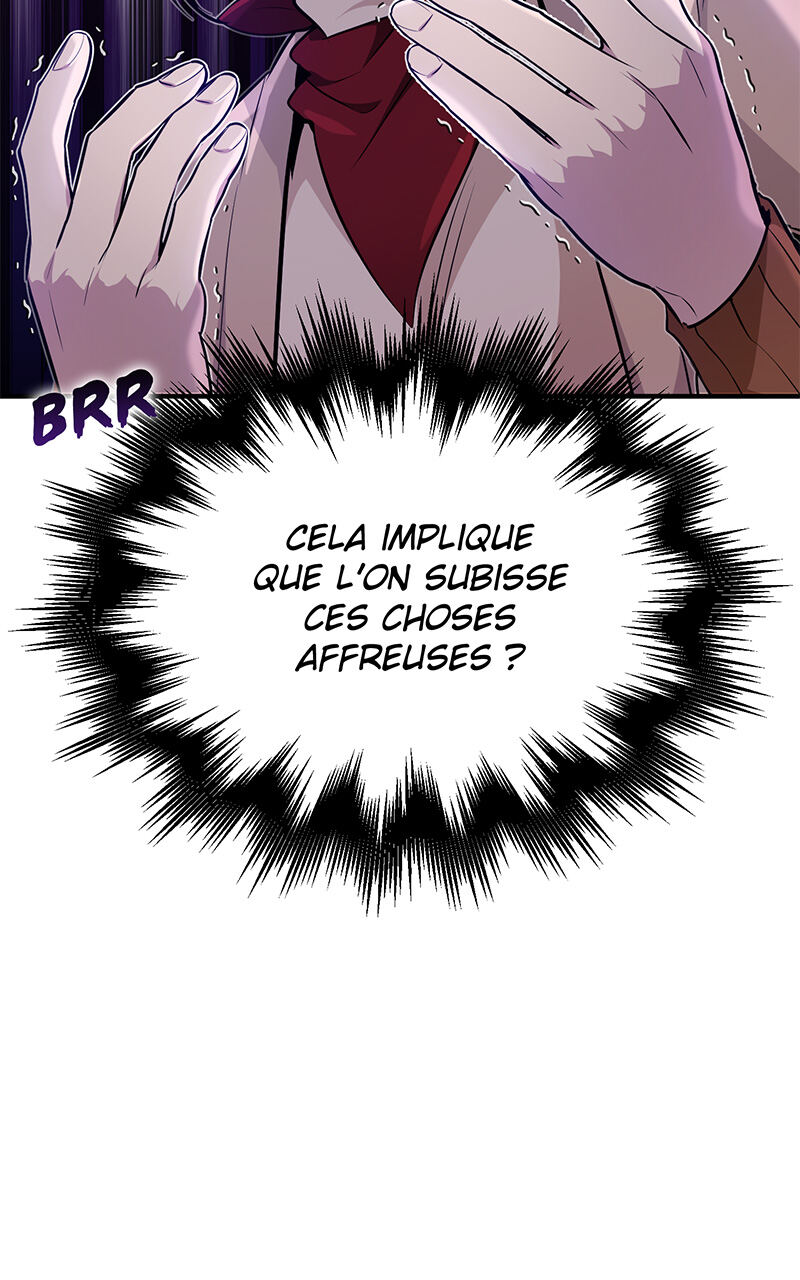 BRR
CELA IMPLIQUE
QUE L'ON SUBISSE
CES CHOSES
AFFREUSES ?